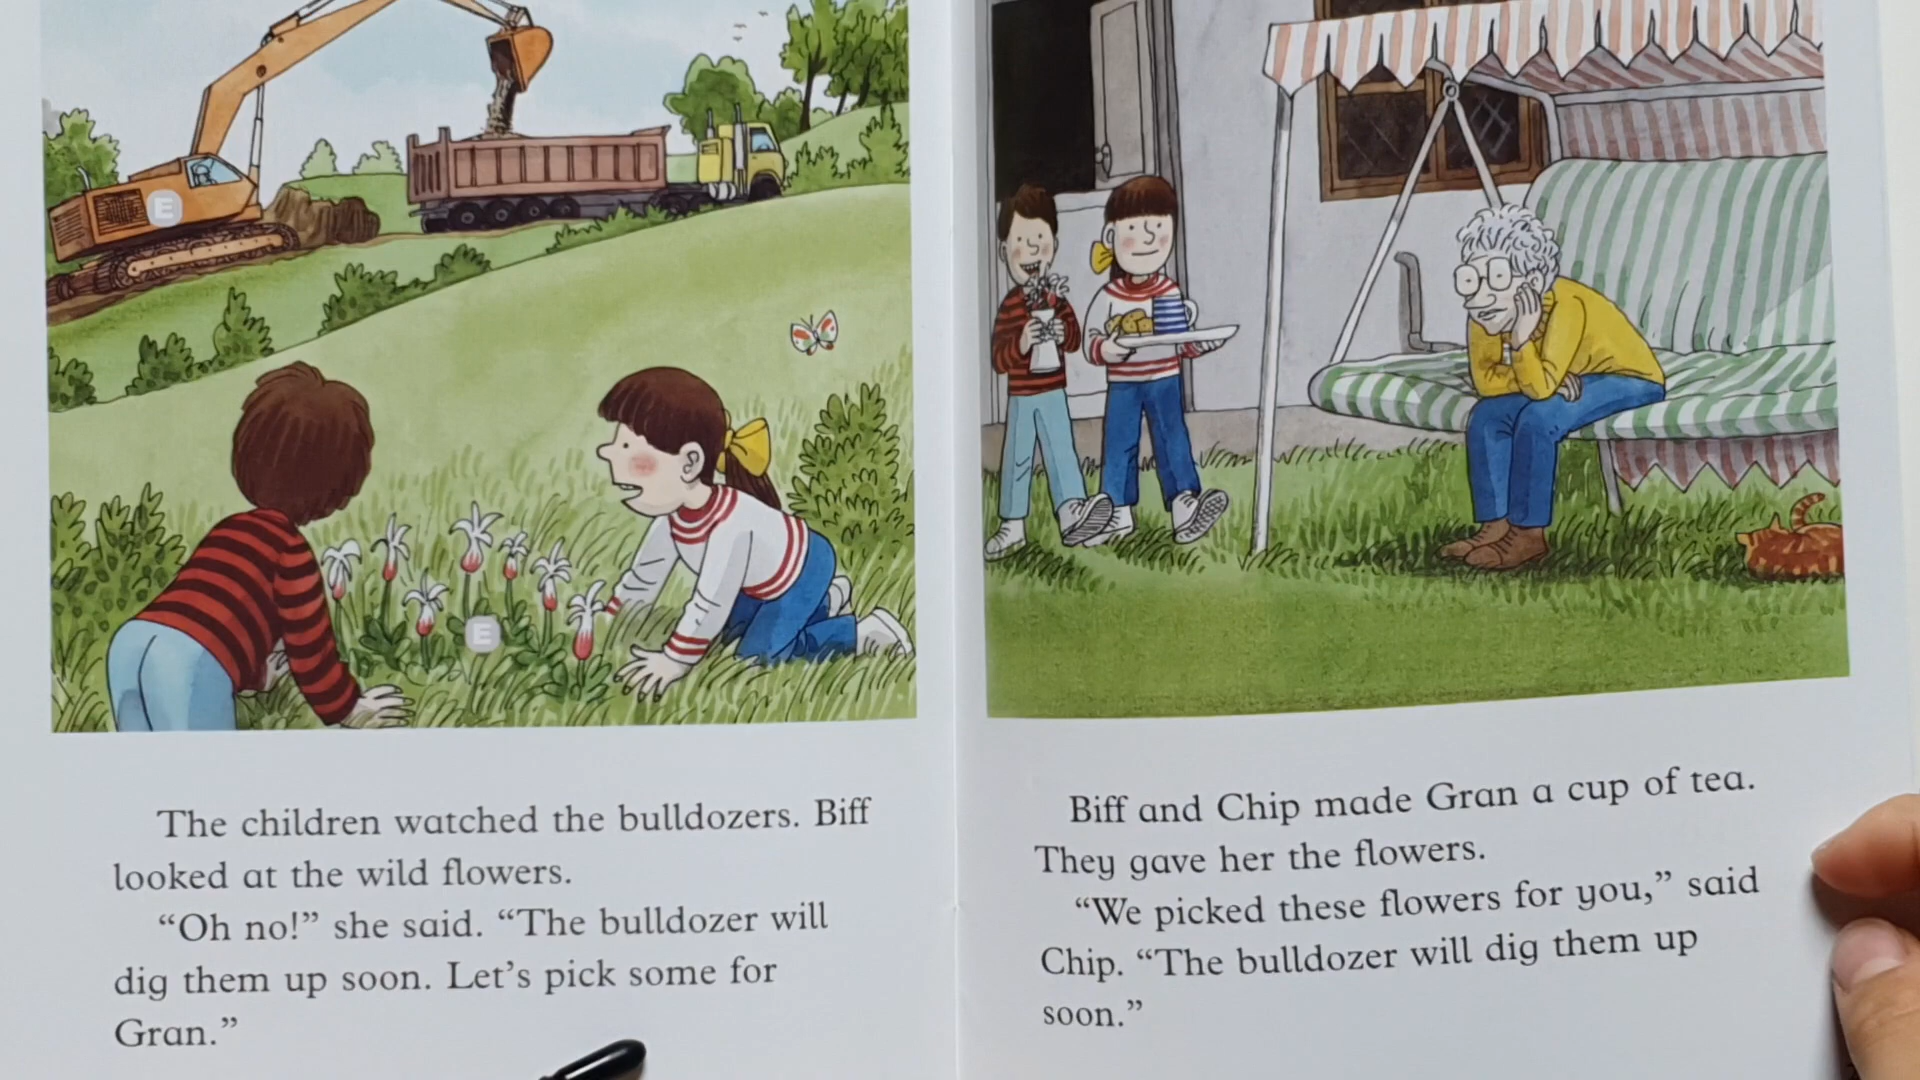 E
E
The children watched the bulldozers. Biff
looked at the wild flowers.
“Oh no!” she said. “The bulldozer will
dig them up soon. Let’s pick some for
Gran.”
Biff and Chip made Gran a cup of tea.
They gave her the flowers.
“We picked these flowers for you,” said
Chip. “The bulldozer will dig them up
soon.”